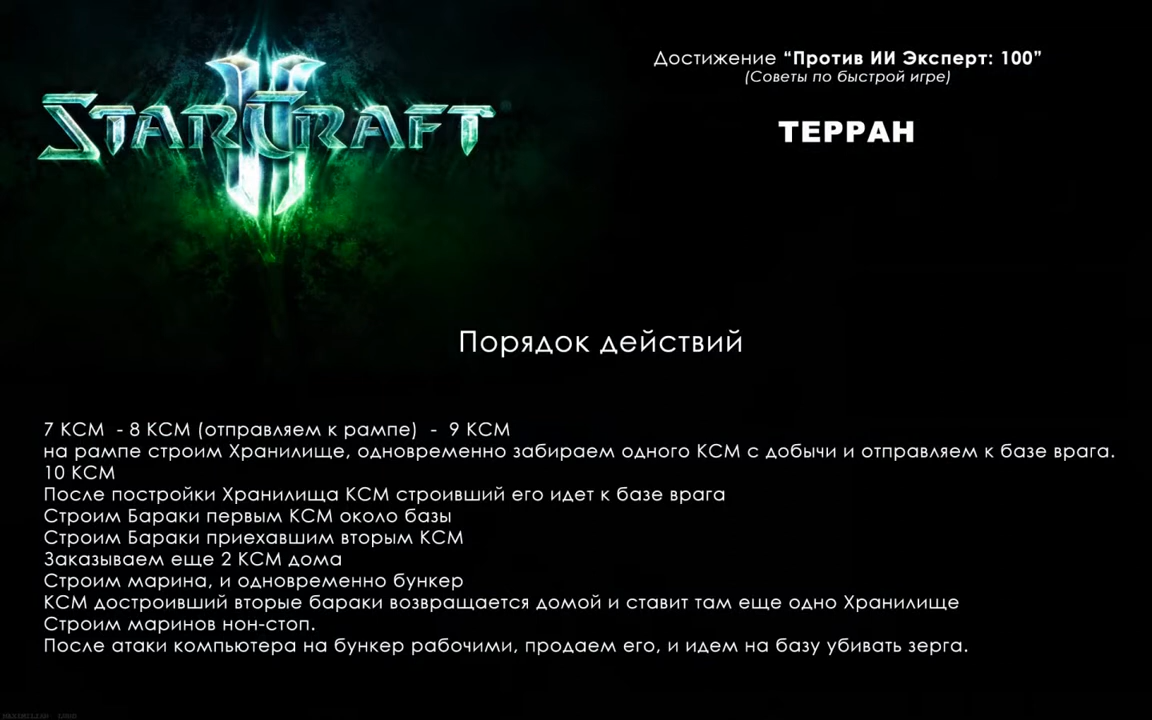 STARCRAFT II
Достижение “Против ИИ Эксперт: 100”
(Советы по быстрой игре)
ТЕРРАН
Порядок действий
7 КСМ - 8 КСМ (отправляем к рампе) - 9 КСМ
на рампе строим Хранилище, одновременно забираем одного КСМ с добычи и отправляем к базе врага.
10 КСМ
После постройки Хранилища КСМ строивший его идет к базе врага
Строим Бараки первым КСМ около базы
Строим Бараки приехавшим вторым КСМ
Заказываем еще 2 КСМ дома
Строим марина, и одновременно бункер
КСМ достроивший вторые бараки возвращается домой и ставит там еще одно Хранилище
Строим маринов нон-стоп.
После атаки компьютера на бункер рабочими, продаем его, и идем на базу убивать зерга.